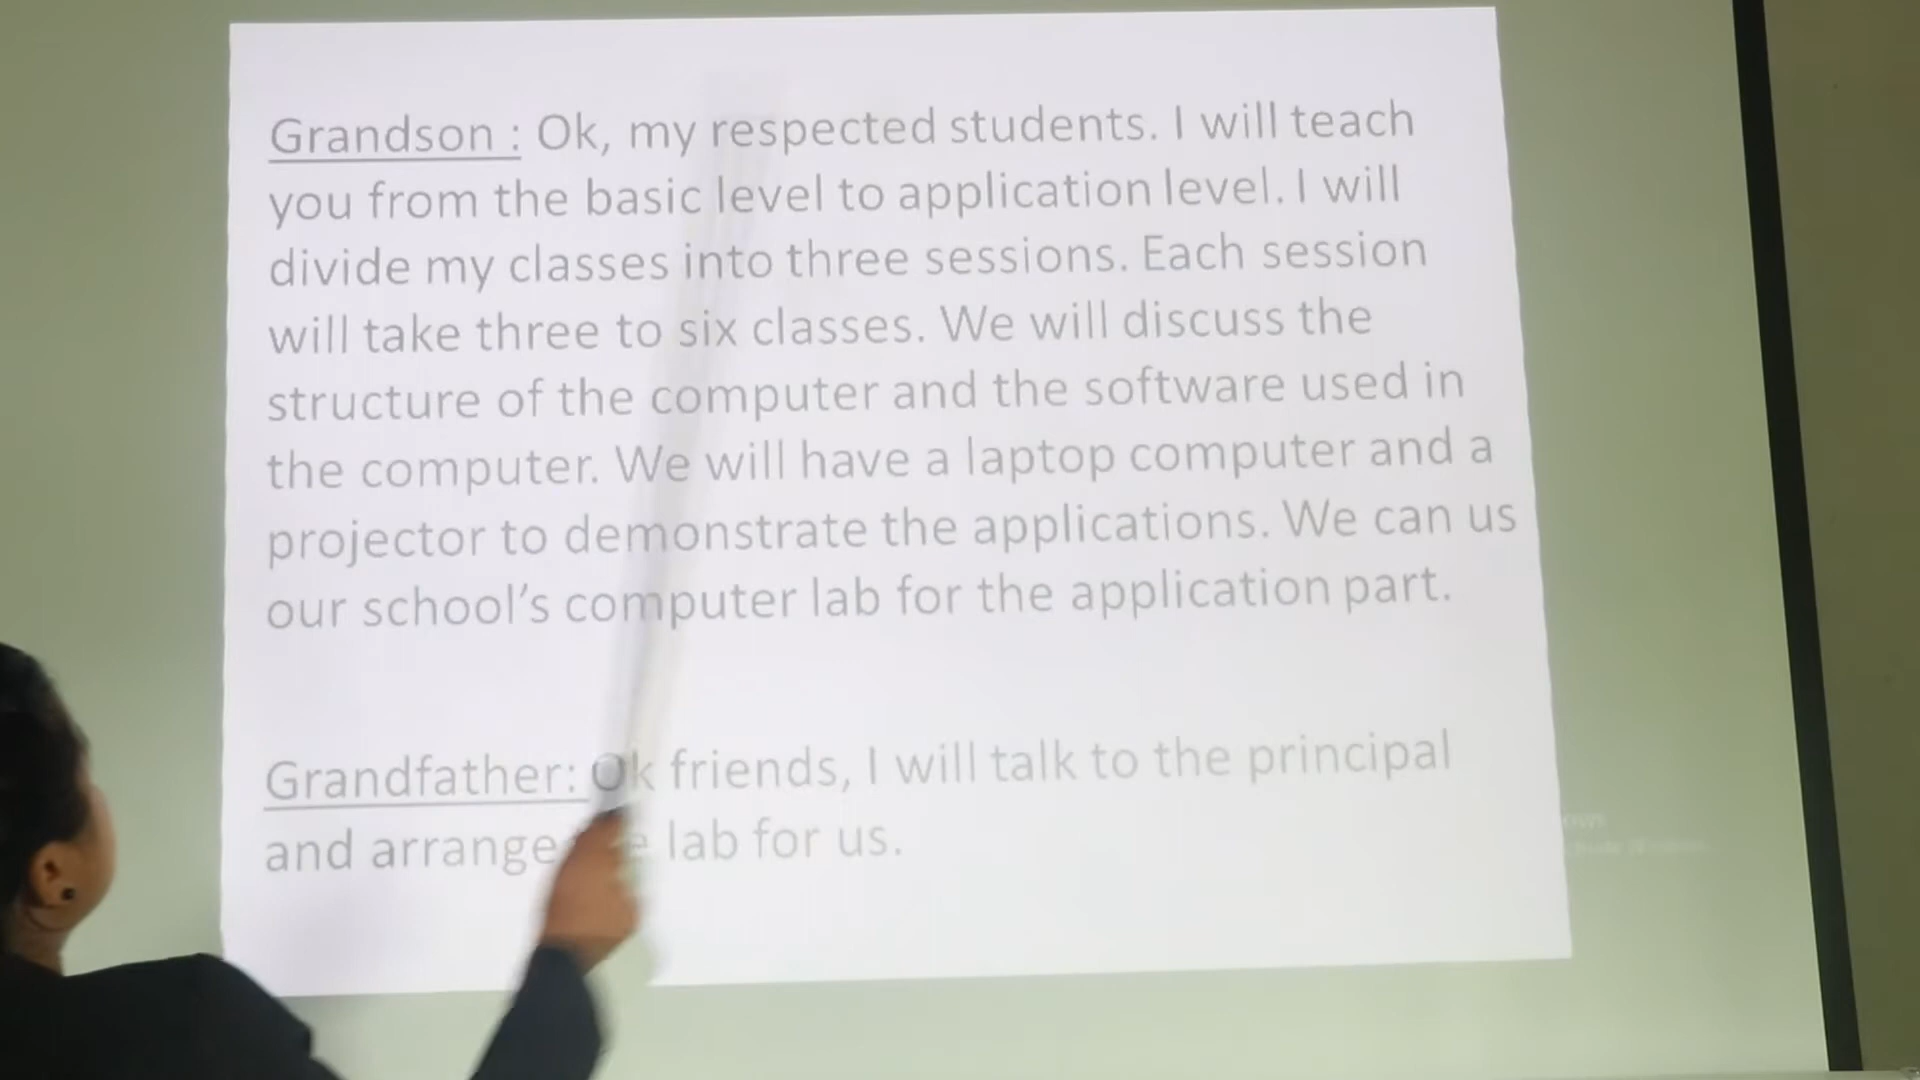 Grandson : Ok, my respected students. I will teach
you from the basic level to application level. I will
divide my classes into three sessions. Each session
will take three to six classes. We will discuss the
structure of the computer and the software used in
the computer. We will have a laptop computer and a
projector to demonstrate the applications. We can us
our school's computer lab for the application part.
Grandfather: Ok friends, I will talk to the principal
and arrange lab for us.